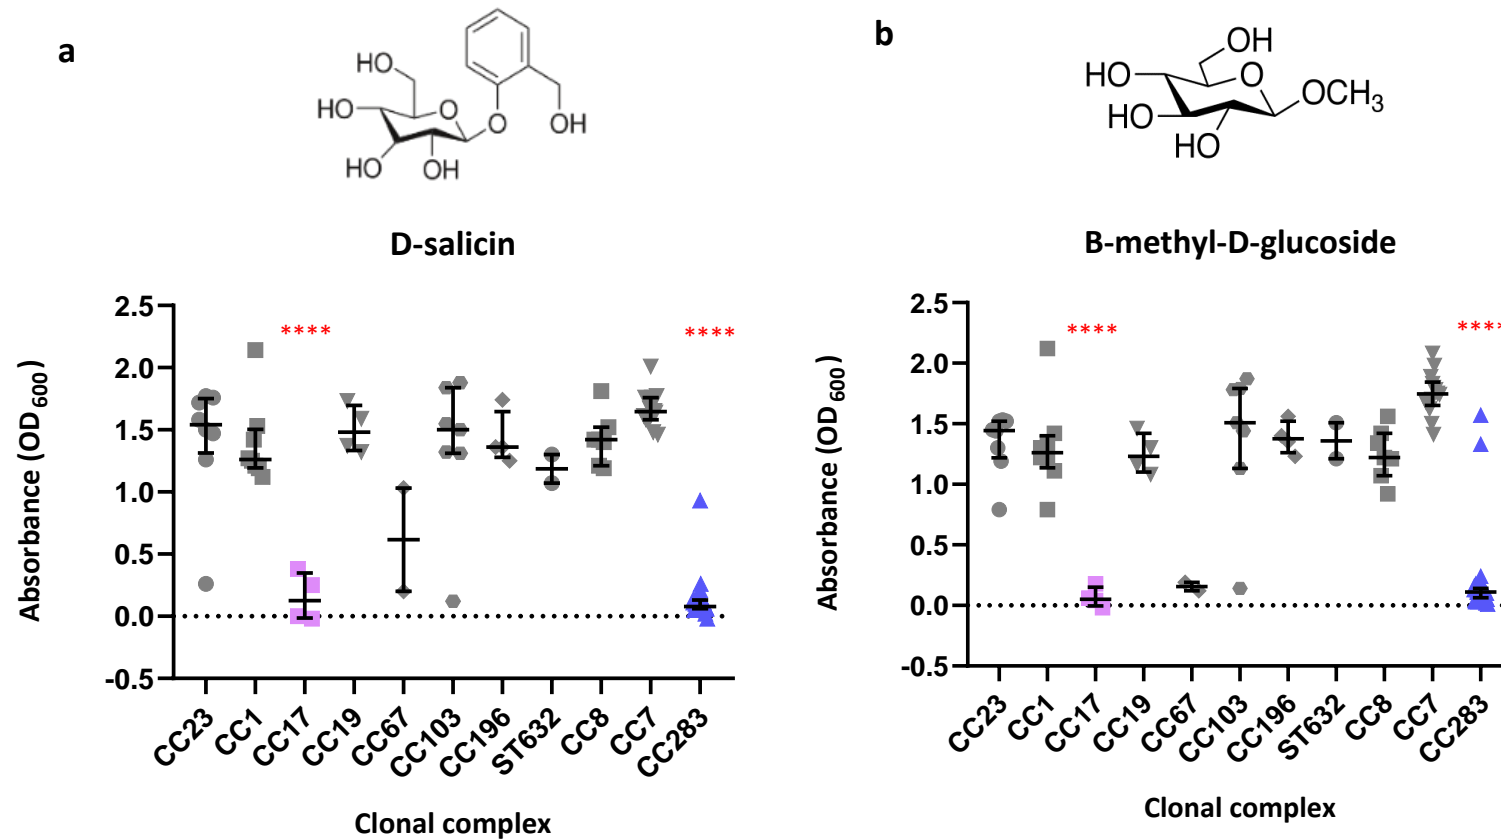 a
HO
HO
HO
OH
O
O
OH
D-salicin
Absorbance (OD600)
2.5
2.0
1.5
1.0
0.5
0.0
-0.5
****
****
CC23
CC1
CC17
CC19
CC67
CC103
CC196
ST632
CC8
CC7
CC283
Clonal complex
b
OH
HO
O
OCH3
HO
HO
B-methyl-D-glucoside
Absorbance (OD600)
2.5
2.0
1.5
1.0
0.5
0.0
-0.5
****
****
CC23
CC1
CC17
CC19
CC67
CC103
CC196
ST632
CC8
CC7
CC283
Clonal complex